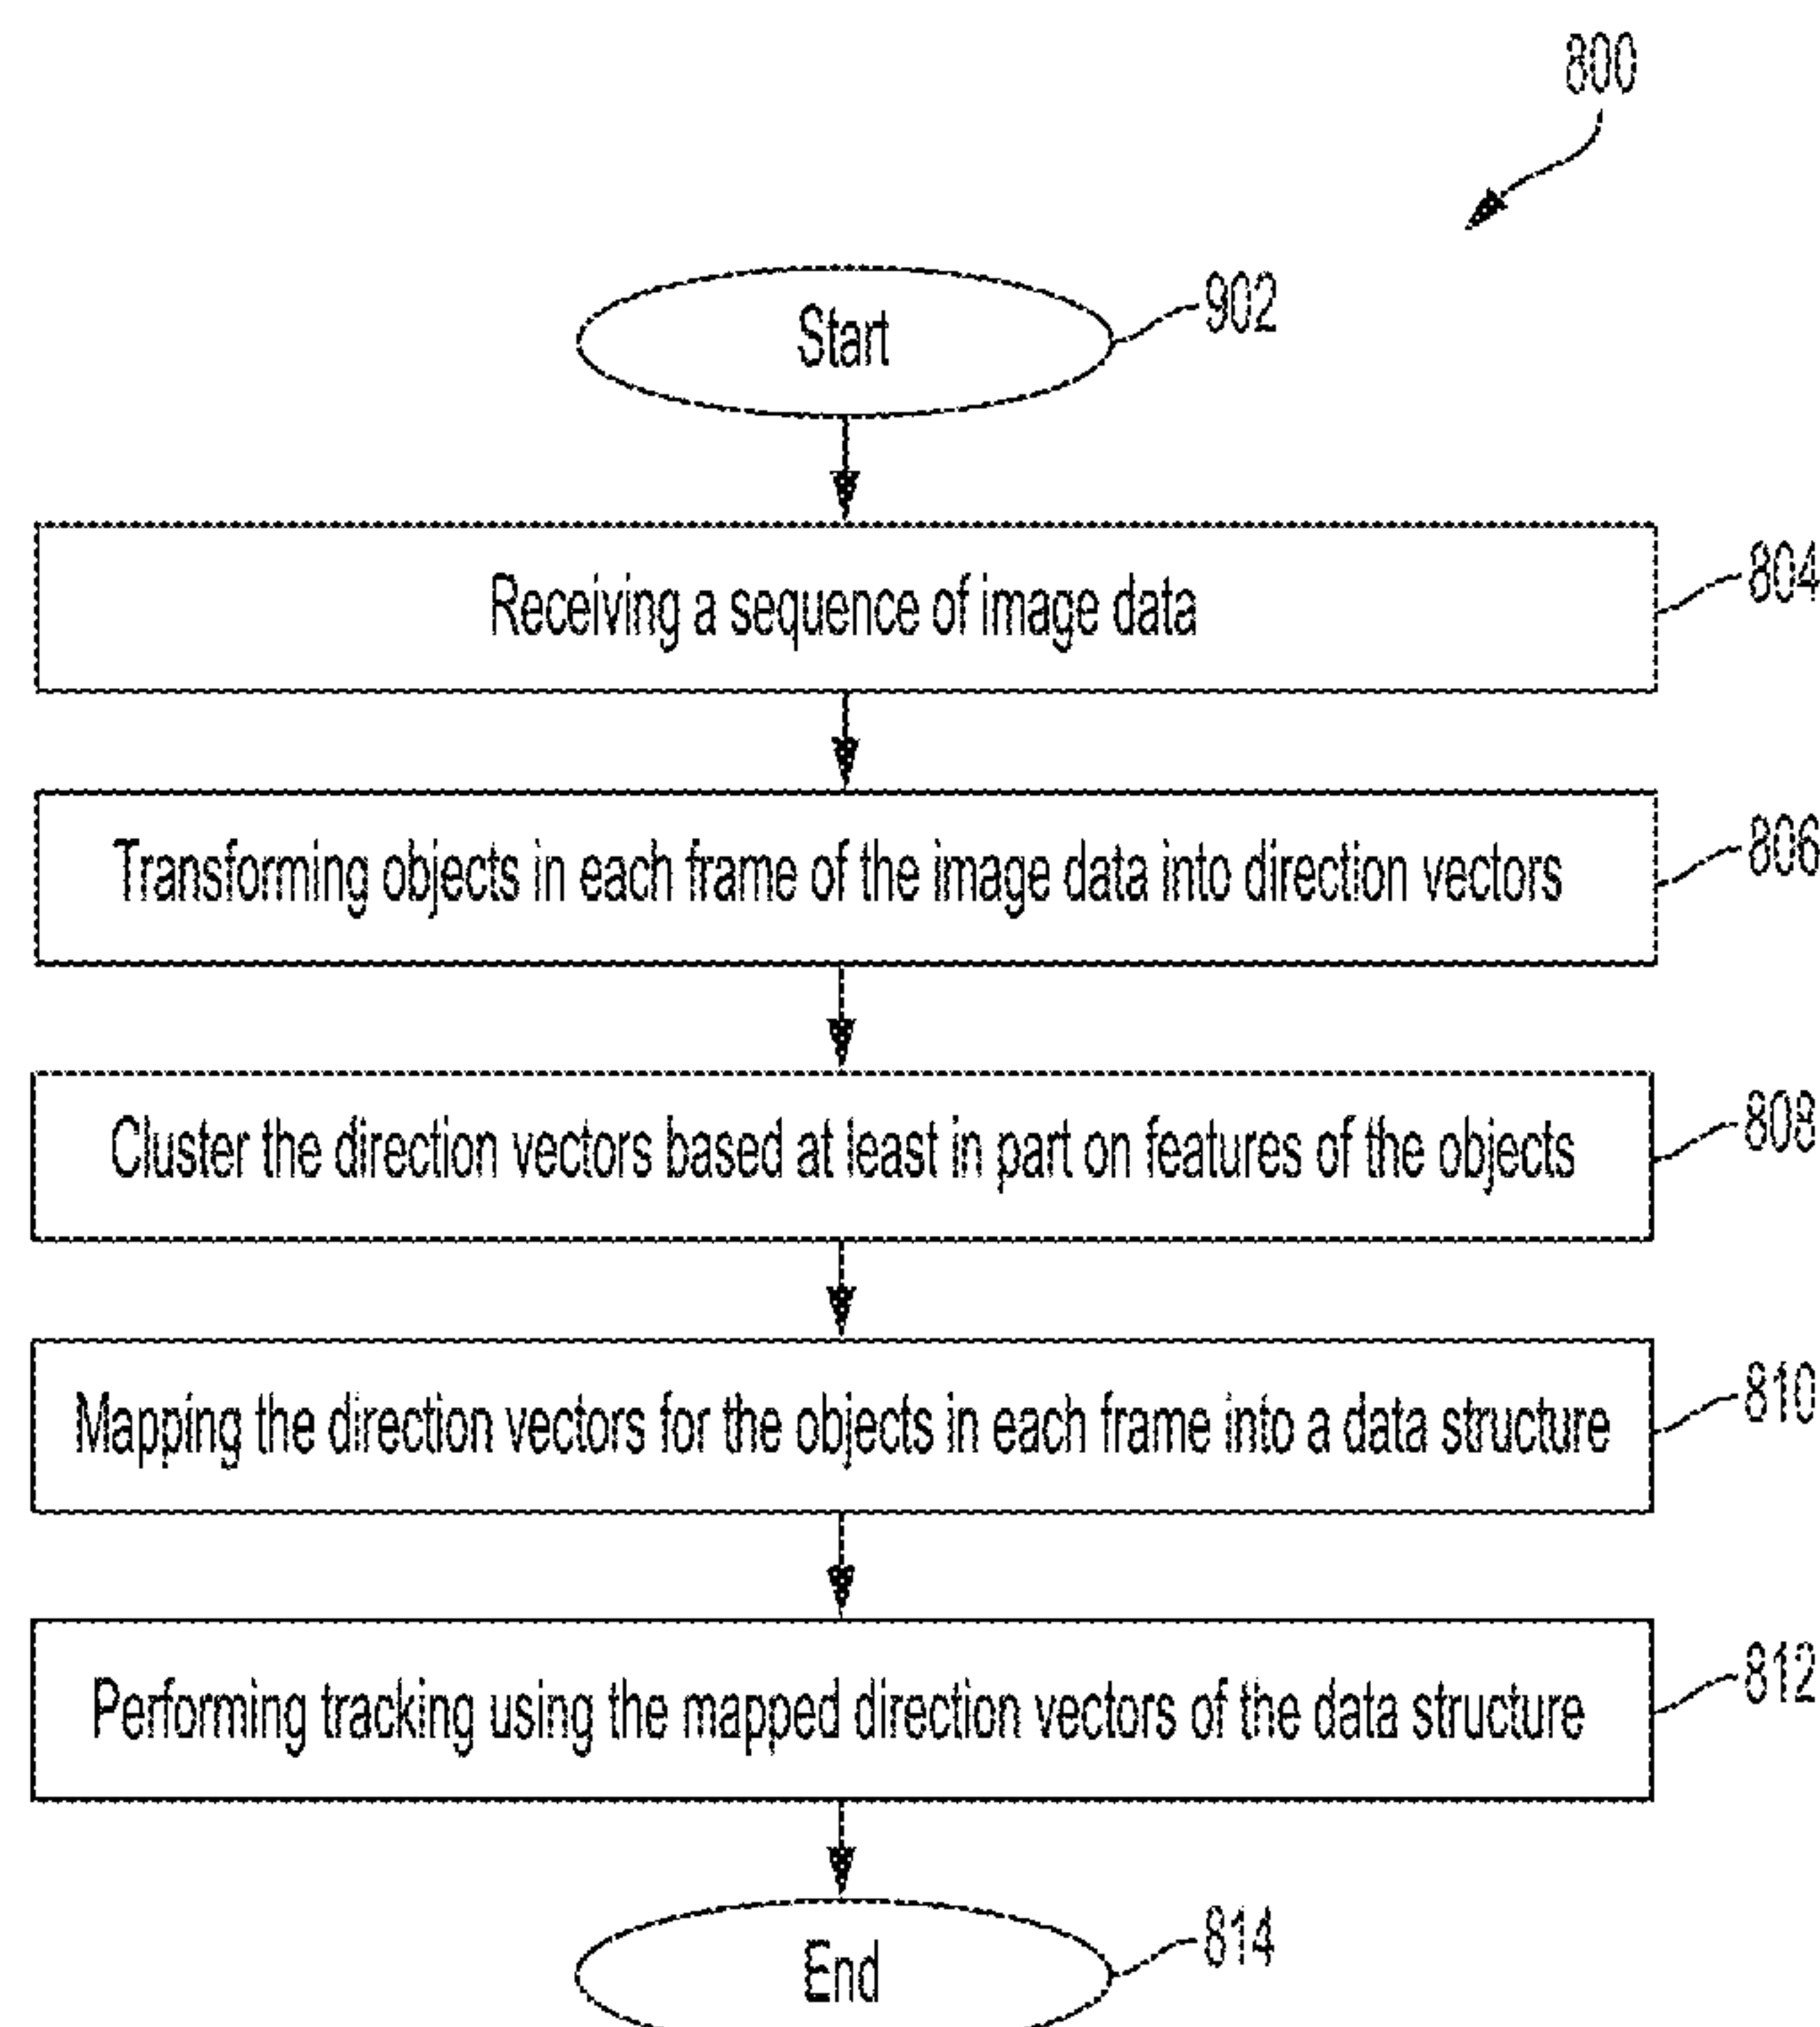 800
Start
902
Receiving a sequence of image data
804
Transforming objects in each frame of the image data into direction vectors
806
Cluster the direction vectors based at least in part on features of the objects
808
Mapping the direction vectors for the objects in each frame into a data structure
810
Performing tracking using the mapped direction vectors of the data structure
812
End
814